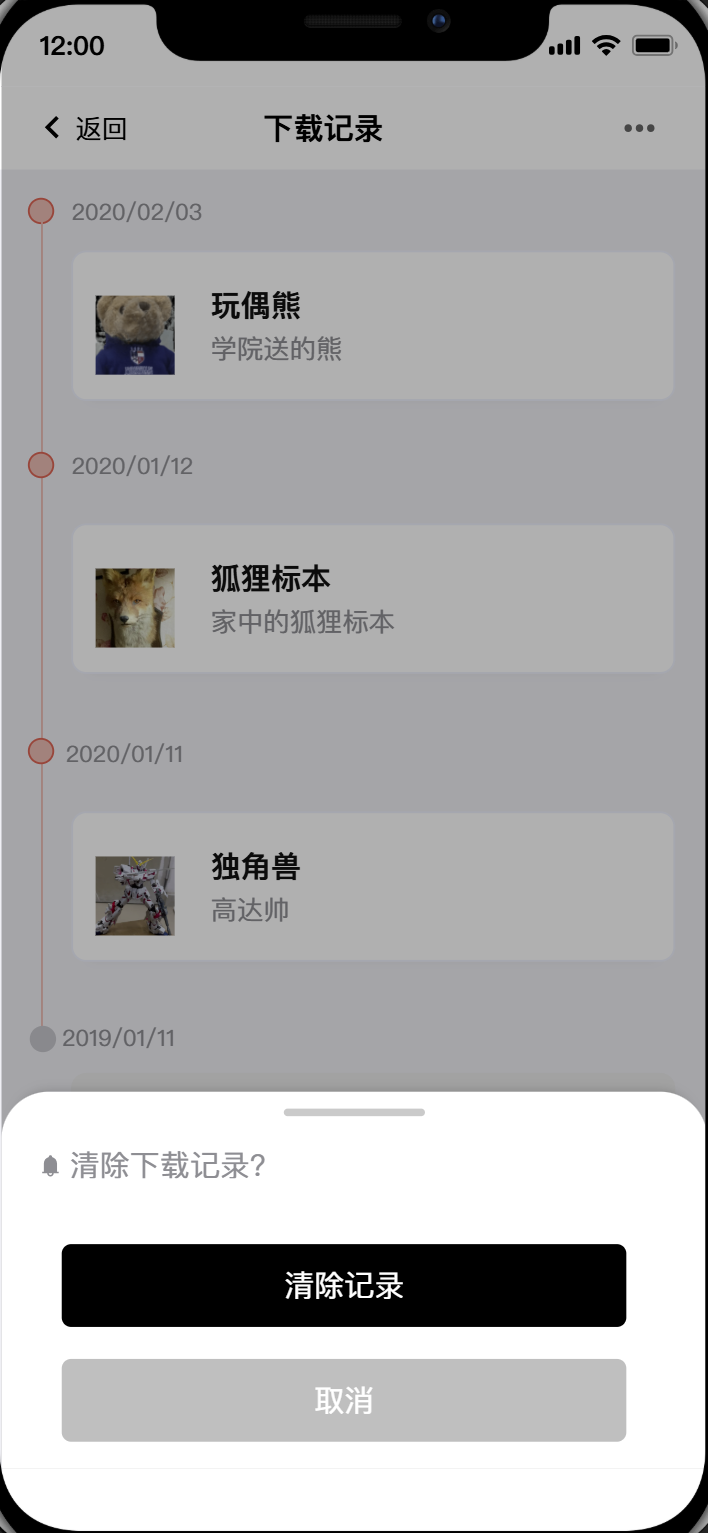 12:00
返回
下载记录
2020/02/03
玩偶熊
学院送的熊
2020/01/12
狐狸标本
家中的狐狸标本
2020/01/11
独角兽
高达帅
2019/01/11
清除下载记录?
清除记录
取消